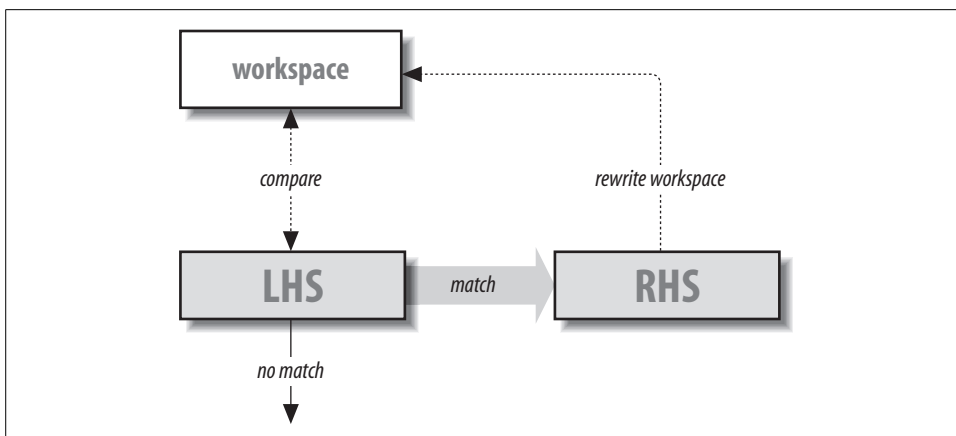 workspace
compare
rewrite workspace
LHS
match
RHS
no match